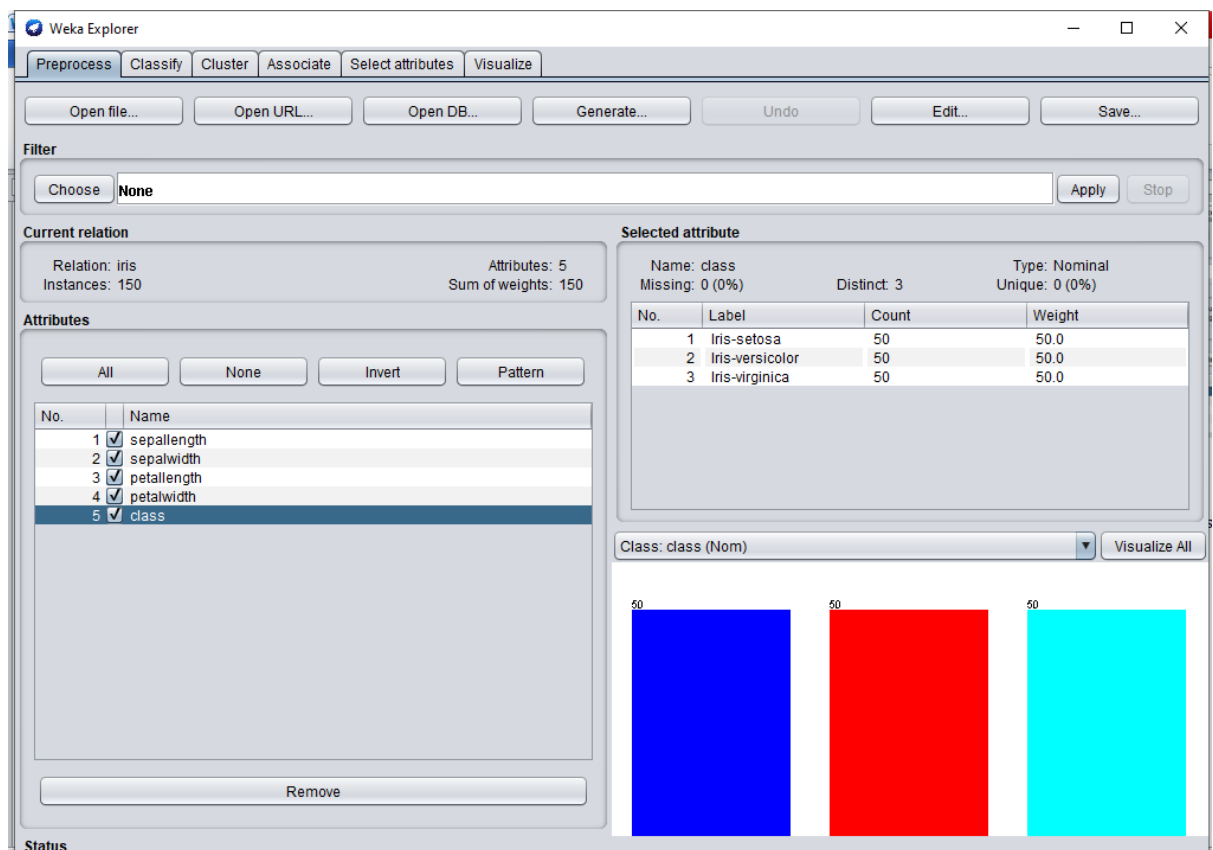 Weka Explorer
Preprocess Classify Cluster Associate Select attributes Visualize
Open file... Open URL... Open DB... Generate... Undo Edit... Save...
Filter
Choose None Apply Stop
Current relation
Relation: iris Attributes: 5
Instances: 150 Sum of weights: 150
Attributes
All None Invert Pattern
No. Name
1 sepallength
2 sepalwidth
3 petallength
4 petalwidth
5 class
Remove
Status
Selected attribute
Name: class Type: Nominal
Missing: 0 (0%) Distinct: 3 Unique: 0 (0%)
No. Label Count Weight
1 Iris-setosa 50 50.0
2 Iris-versicolor 50 50.0
3 Iris-virginica 50 50.0
Class: class (Nom) Visualize All
50 50 50